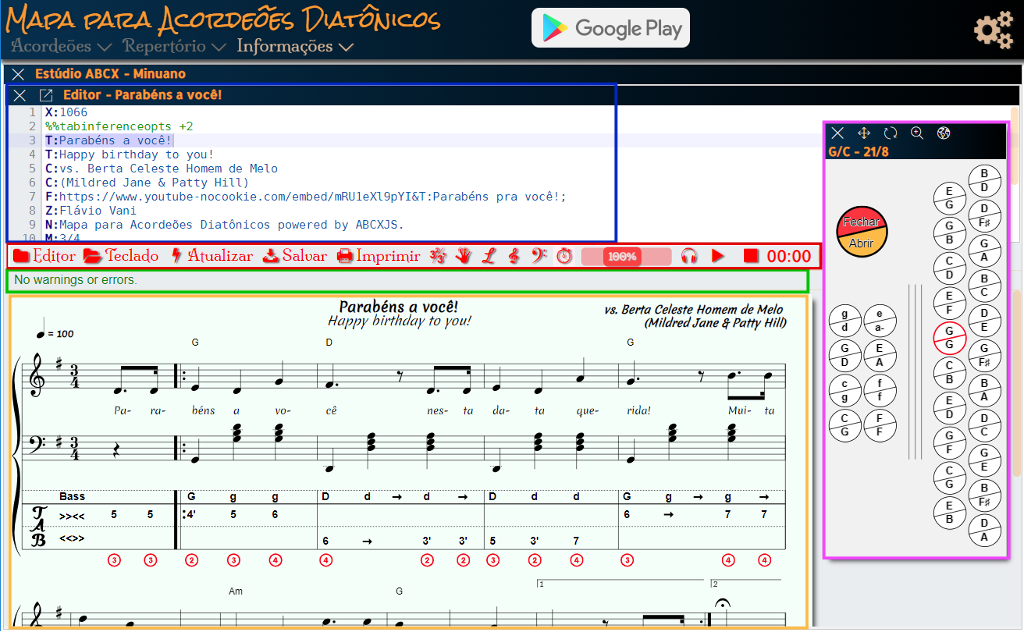 Mapa para Acordeões Diatônicos
Google Play
Acordeões Repertório Informações
Estúdio ABCX - Minuano
Editor - Parabéns a você!
1 X:1066
2 %%tabinferenceopts +2
3 T:Parabéns a você!
4 T:Happy birthday to you!
5 C:vs. Berta Celeste Homem de Melo
6 C:(Mildred Jane & Patty Hill)
7 F:https://www.youtube-nocookie.com/embed/mRU1eXl9pYI&T:Parabéns pra você!;
8 Z:Flávio Vani
9 N:Mapa para Acordeões Diatônicos powered by ABCXJS.
10 M:3/4
Editor Teclado Atualizar Salvar Imprimir 100% 00:00
No warnings or errors.
Parabéns a você!
Happy birthday to you!
vs. Berta Celeste Homem de Melo
(Mildred Jane & Patty Hill)
= 100
G D G
3 4
Pa- ra- béns a vo- cê nes- ta da- ta que- rida! Mui- ta
3 4
Bass G g g D d → d → D d d G g → g →
TAB
>><< 5 5 :4' 5 6 6 → 7 7
<<>> 6 → 3' 3' 5 3' 7
3 3 2 3 4 4 2 2 3 2 4 3 4 4
Am G 1 2
G/C - 21/8
Fechar
Abrir
g d
e a-
G D
E A
c g
f f
C G
F F
E G
G B
C D
E F
G G
C B
E D
G F
C G
E B
B D
D F♯
G A
B C
D E
G F♯
B A
D C
G E
B F♯
D A